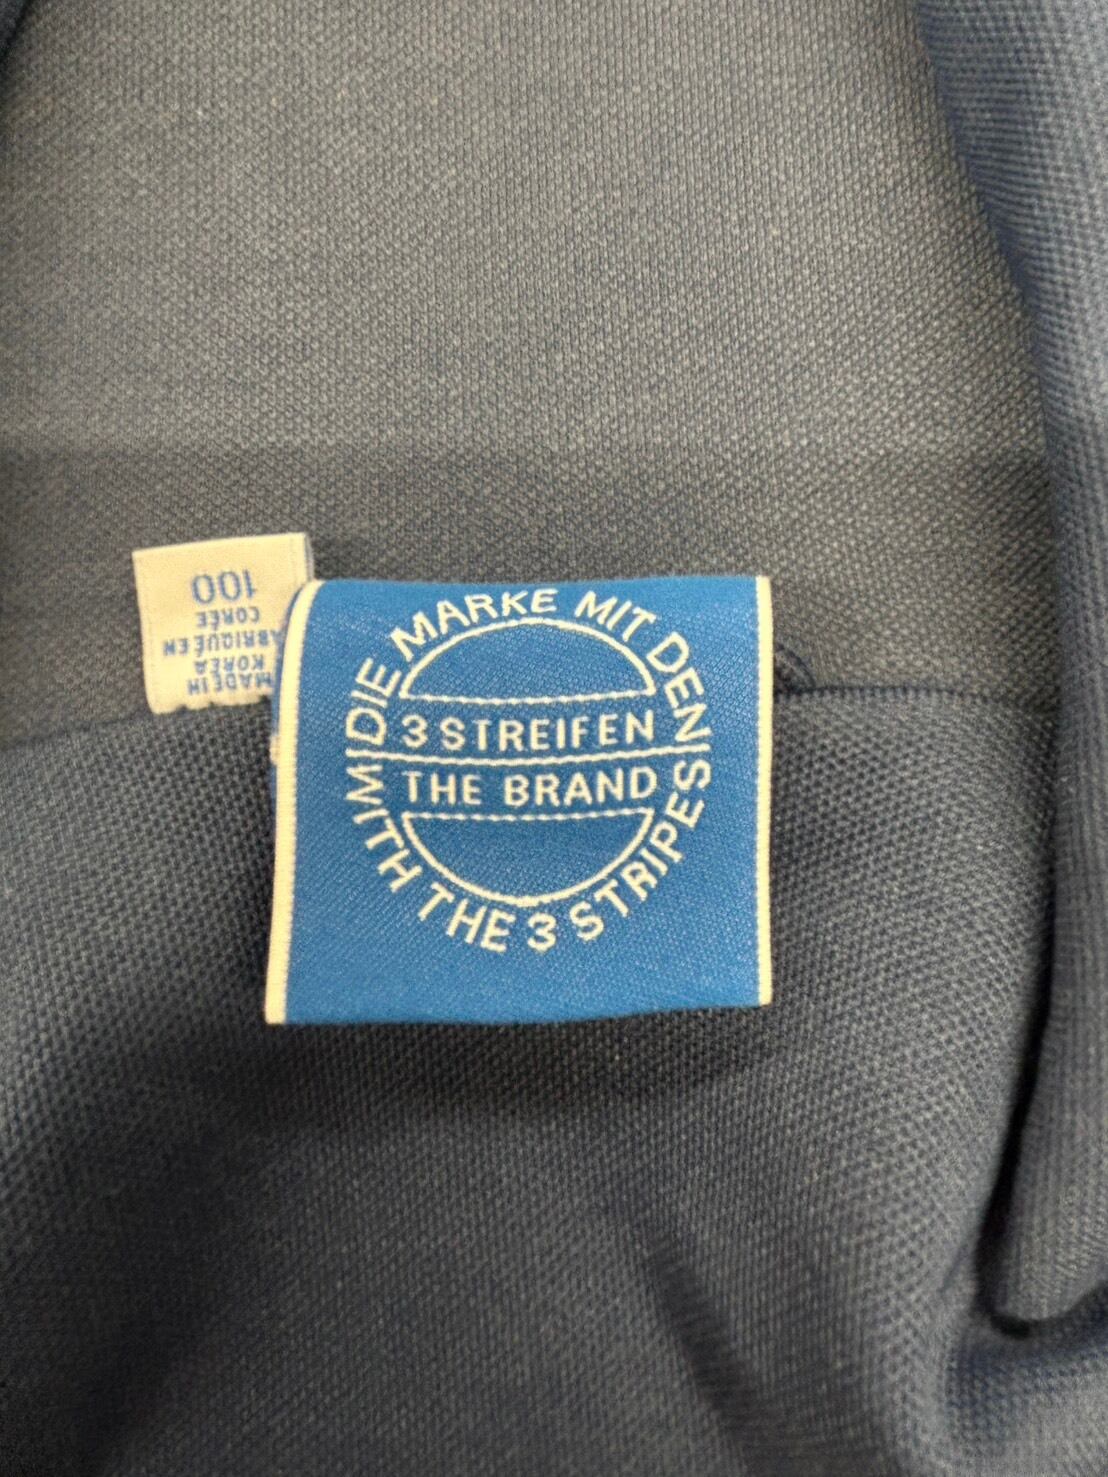 DIE MARKE MIT DEN
3 STREIFEN
THE BRAND
WITH THE 3 STRIPES
MADE IN
KOREA
FABRIQUÉ EN
CORÉE
100